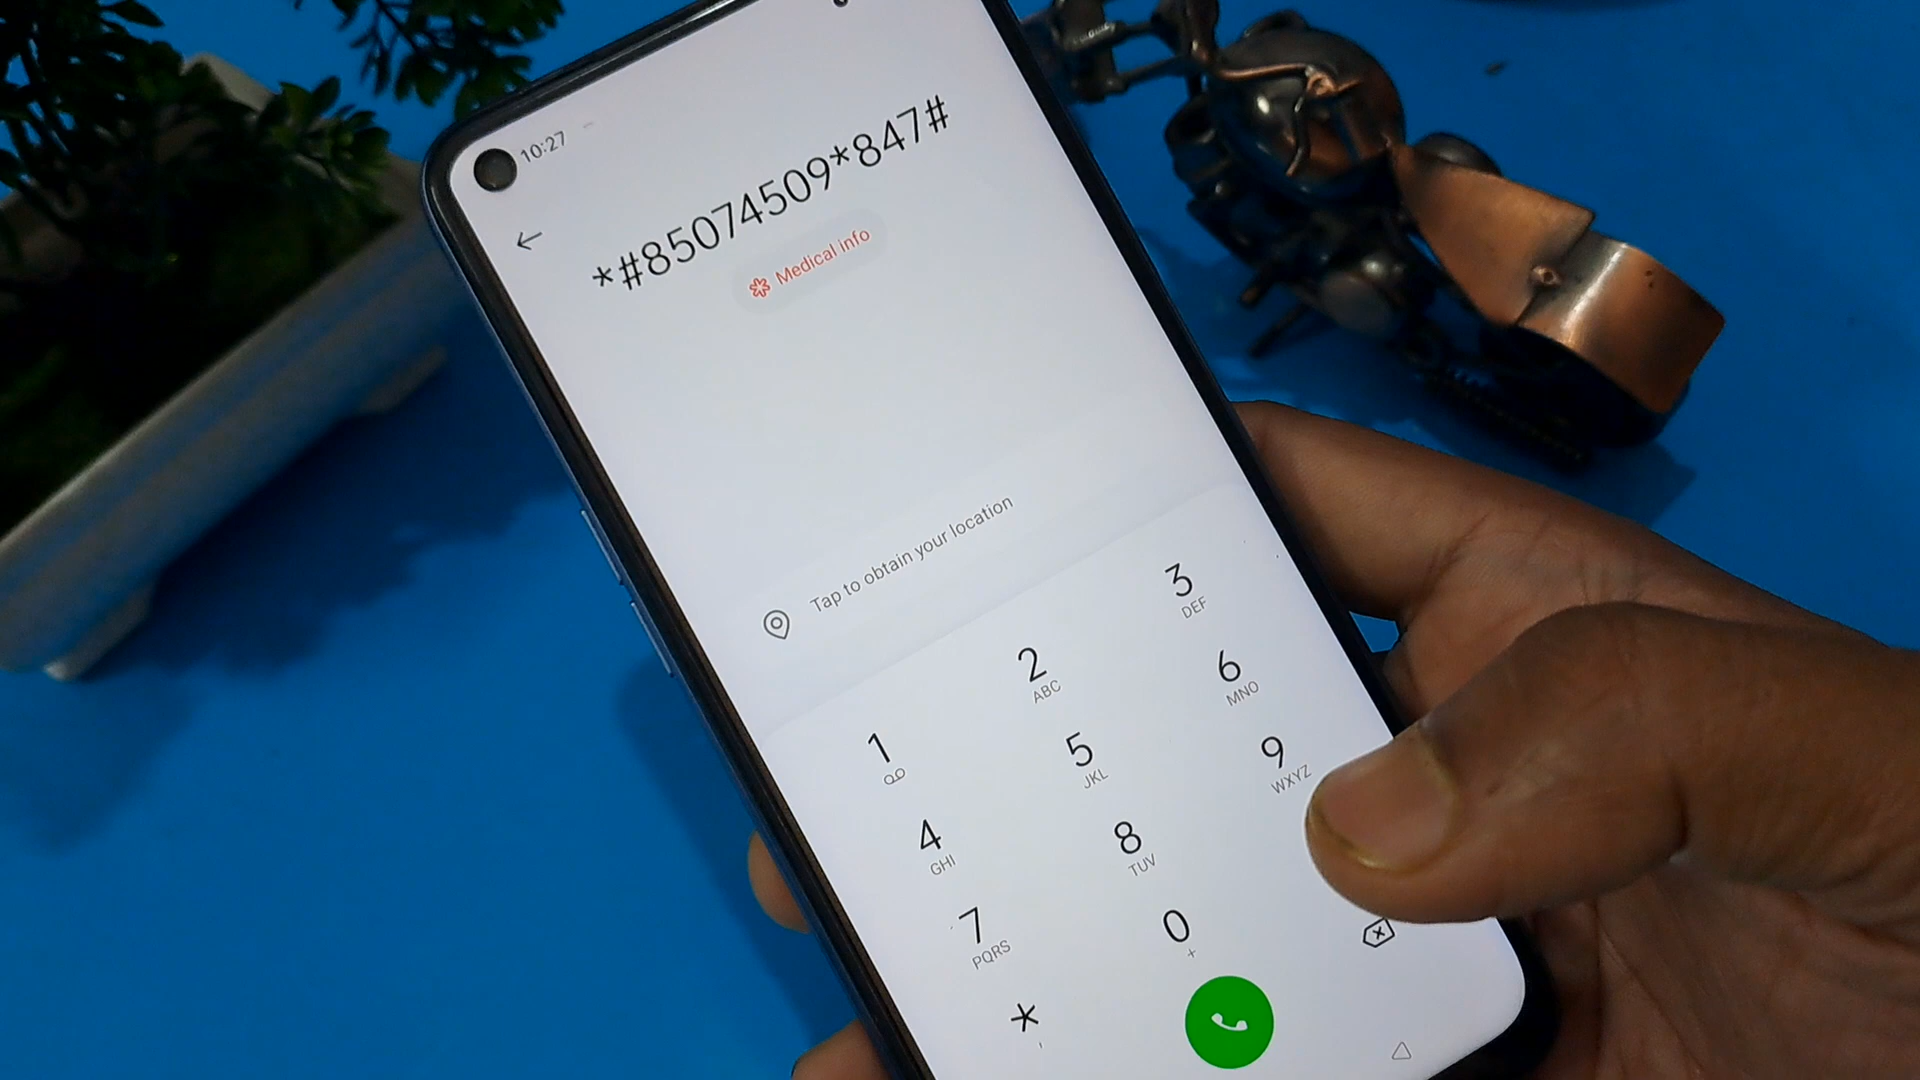 10:27
*#85074509*847#
Medical info
Tap to obtain your location
1
2 ABC
3 DEF
4 GHI
5 JKL
6 MNO
7 PQRS
8 TUV
9 WXYZ
*
,
0 +